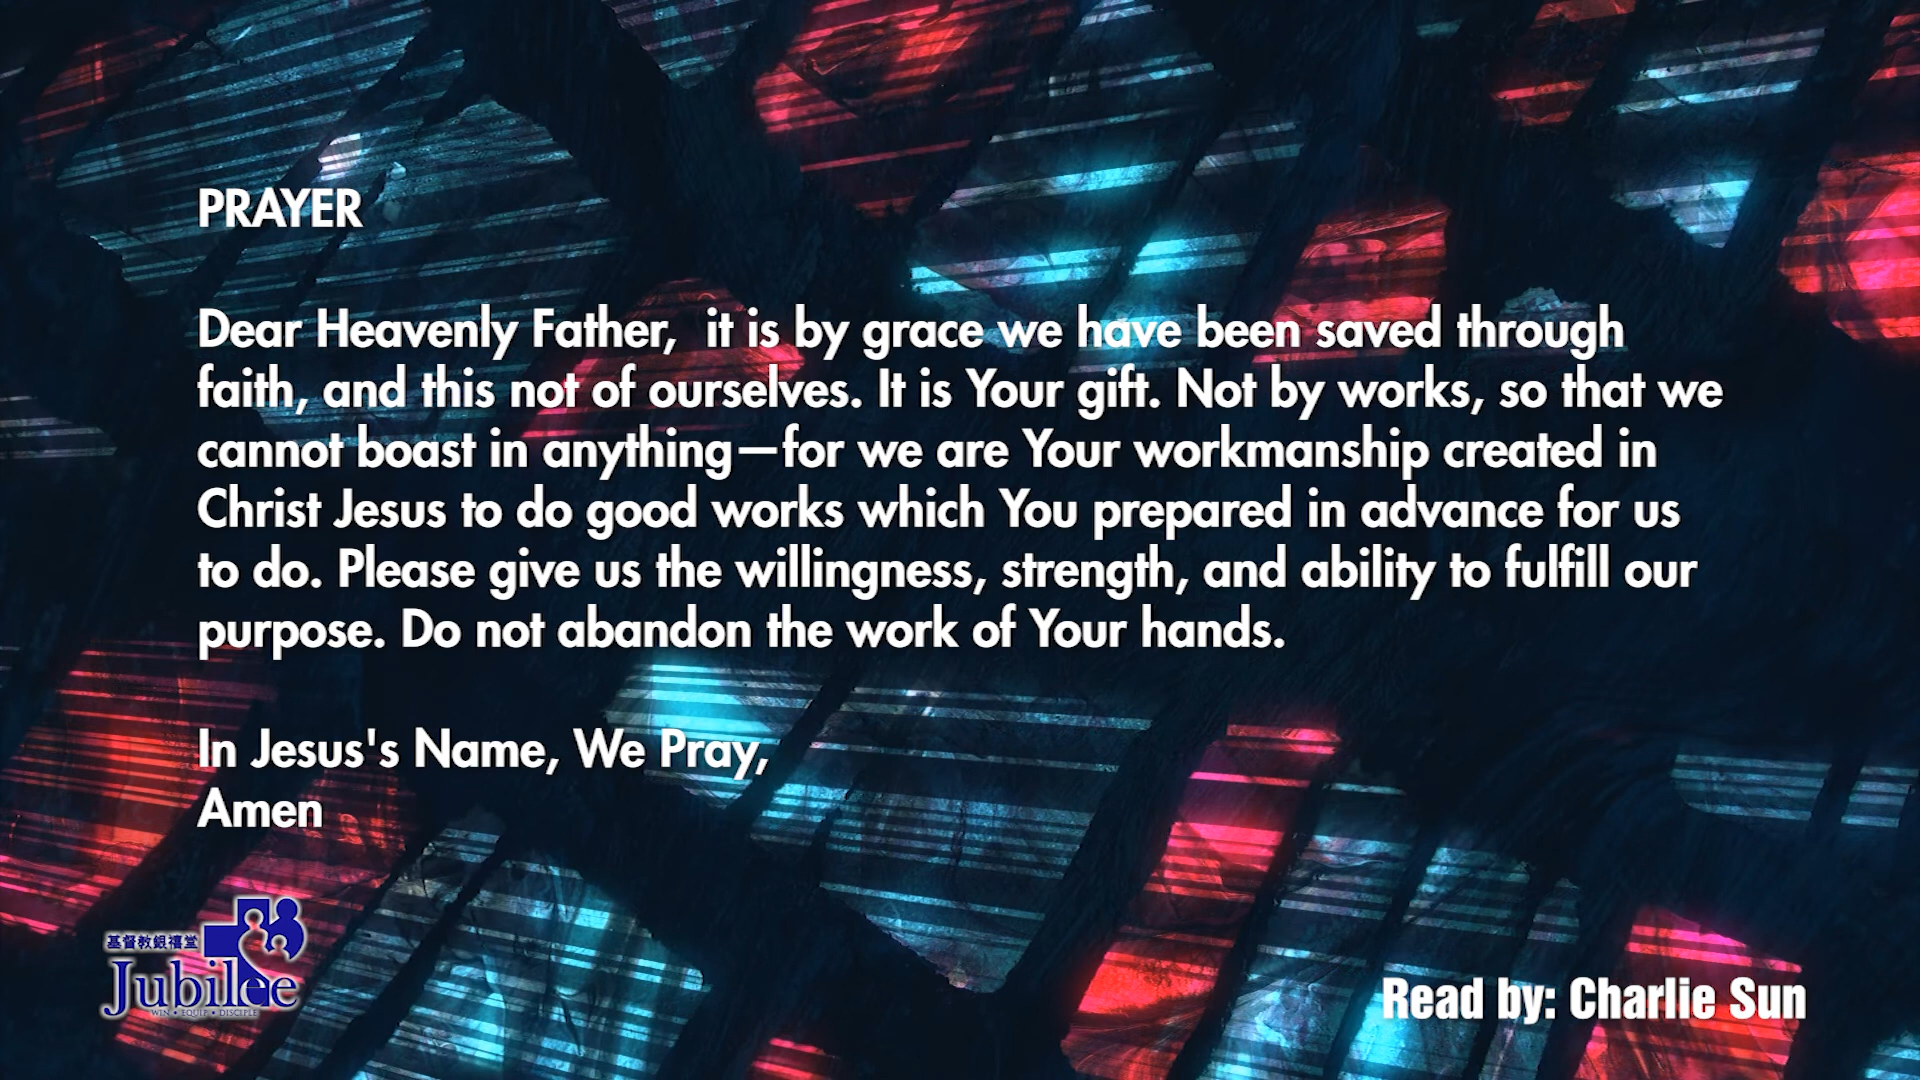 PRAYER
Dear Heavenly Father,  it is by grace we have been saved through
faith, and this not of ourselves. It is Your gift. Not by works, so that we
cannot boast in anything—for we are Your workmanship created in
Christ Jesus to do good works which You prepared in advance for us
to do. Please give us the willingness, strength, and ability to fulfill our
purpose. Do not abandon the work of Your hands.
In Jesus's Name, We Pray,
Amen
基督教銀禧堂
Jubilee
WIN • EQUIP • DISCIPLE
Read by: Charlie Sun